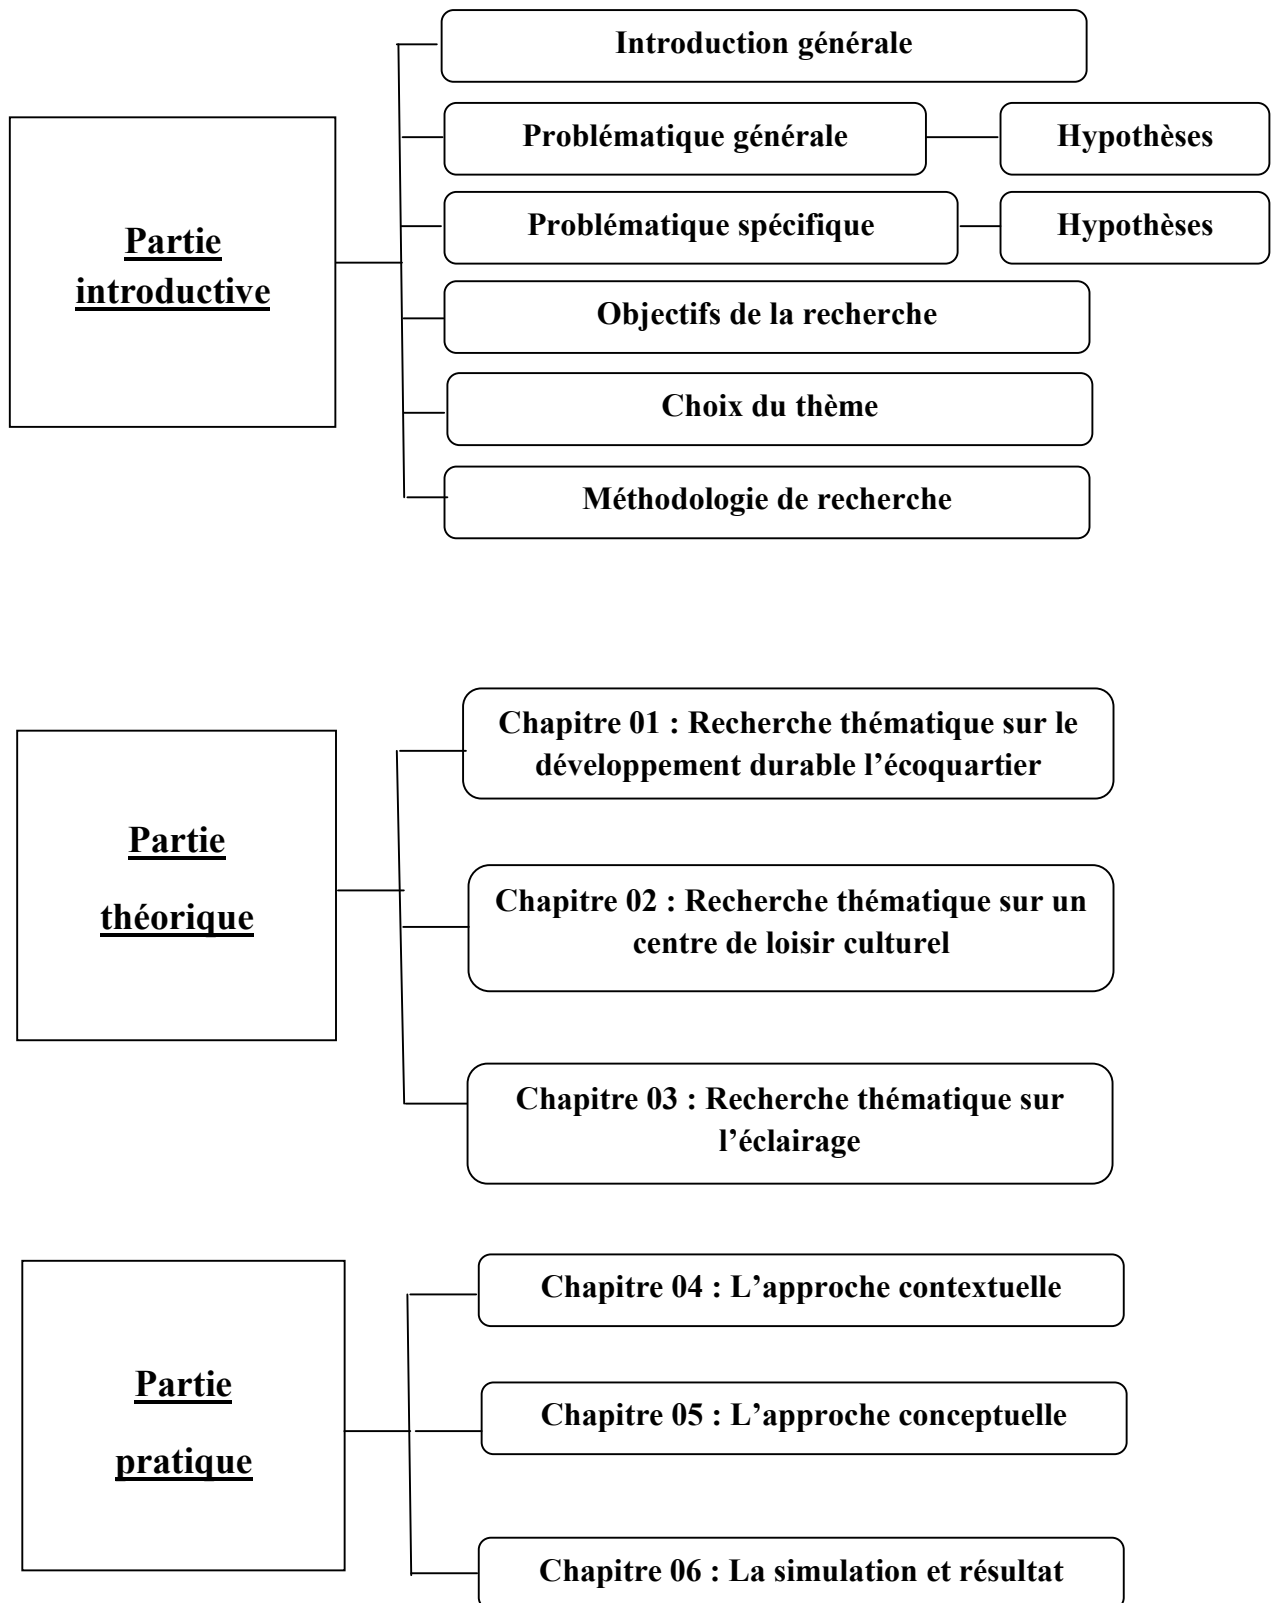 Introduction générale
Problématique générale
Hypothèses
Problématique spécifique
Hypothèses
Partie
introductive
Objectifs de la recherche
Choix du thème
Méthodologie de recherche
Chapitre 01 : Recherche thématique sur le
développement durable l’écoquartier
Partie
théorique
Chapitre 02 : Recherche thématique sur un
centre de loisir culturel
Chapitre 03 : Recherche thématique sur
l’éclairage
Chapitre 04 : L’approche contextuelle
Partie
pratique
Chapitre 05 : L’approche conceptuelle
Chapitre 06 : La simulation et résultat